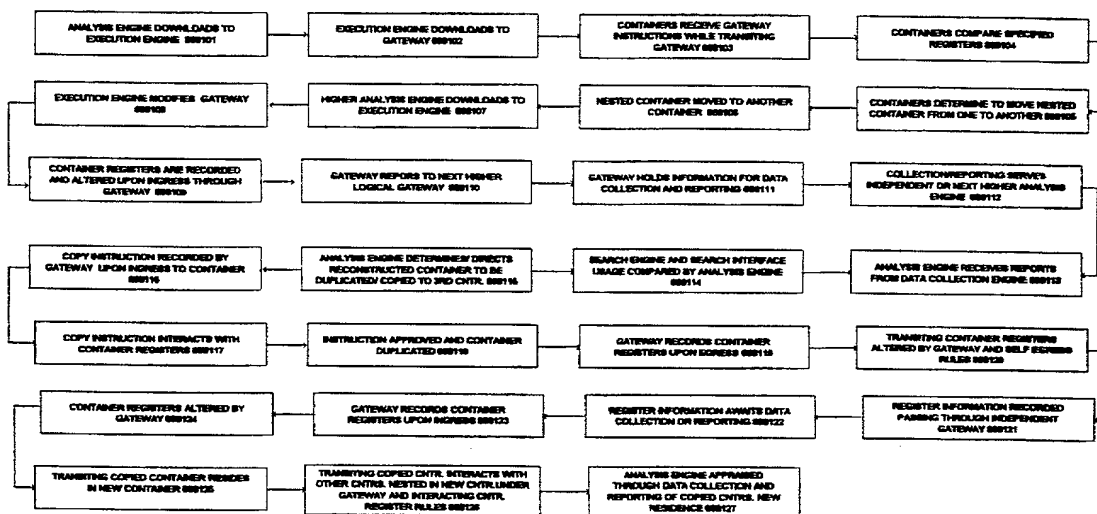 ANALYSIS ENGINE DOWNLOADS TO
EXECUTION ENGINE
EXECUTION ENGINE DOWNLOADS TO
GATEWAY
CONTAINERS RECEIVE GATEWAY
INSTRUCTIONS WHILE TRANSITING
GATEWAY
CONTAINERS COMPARE SPECIFIED
REGISTERS
EXECUTION ENGINE MODIFIES GATEWAY
HIGHER ANALYSIS ENGINE DOWNLOADS TO
EXECUTION ENGINE
NESTED CONTAINER MOVED TO ANOTHER
CONTAINER
CONTAINERS DETERMINE TO MOVE NESTED
CONTAINER FROM ONE TO ANOTHER
CONTAINER REGISTERS ARE RECORDED
AND ALTERED UPON INGRESS THROUGH
GATEWAY
GATEWAY REPORS TO NEXT HIGHER
LOGICAL GATEWAY
GATEWAY HOLDS INFORMATION FOR DATA
COLLECTION AND REPORTING
COLLECTION/REPORTING SERVES
INDEPENDENT OR NEXT HIGHER ANALYSIS
ENGINE
COPY INSTRUCTION RECORDED BY
GATEWAY UPON INGRESS TO CONTAINER
ANALYSIS ENGINE DETERMINES/ DIRECTS
RECONSTRUCTED CONTAINER TO BE
DUPLICATED/ COPIED TO 3RD CNTR.
SEARCH ENGINE AND SEARCH INTERFACE
USAGE COMPARED BY ANALYSIS ENGINE
ANALYSIS ENGINE RECEIVES REPORTS
FROM DATA COLLECTION ENGINE
COPY INSTRUCTION INTERACTS WITH
CONTAINER REGISTERS
INSTRUCTION APPROVED AND CONTAINER
DUPLICATED
GATEWAY RECORDS CONTAINER
REGISTERS UPON EGRESS
TRANSITING CONTAINER REGISTERS
ALTERED BY GATEWAY AND SELF EGRESS
RULES
CONTAINER REGISTERS ALTERED BY
GATEWAY
GATEWAY RECORDS CONTAINER
REGISTERS UPON INGRESS
REGISTER INFORMATION AWAITS DATA
COLLECTION OR REPORTING
REGISTER INFORMATION RECORDED
PASSING THROUGH INDEPENDENT
GATEWAY
TRANSITING COPIED CONTAINER RESIDES
IN NEW CONTAINER
TRANSITING COPIED CNTR. INTERACTS WITH
OTHER CNTRS. NESTED IN NEW CNTR.UNDER
GATEWAY AND INTERACTING CNTR.
REGISTER RULES
ANALYSIS ENGINE APPRAISED
THROUGH DATA COLLECTION AND
REPORTING OF COPIED CNTRS. NEW
RESIDENCE